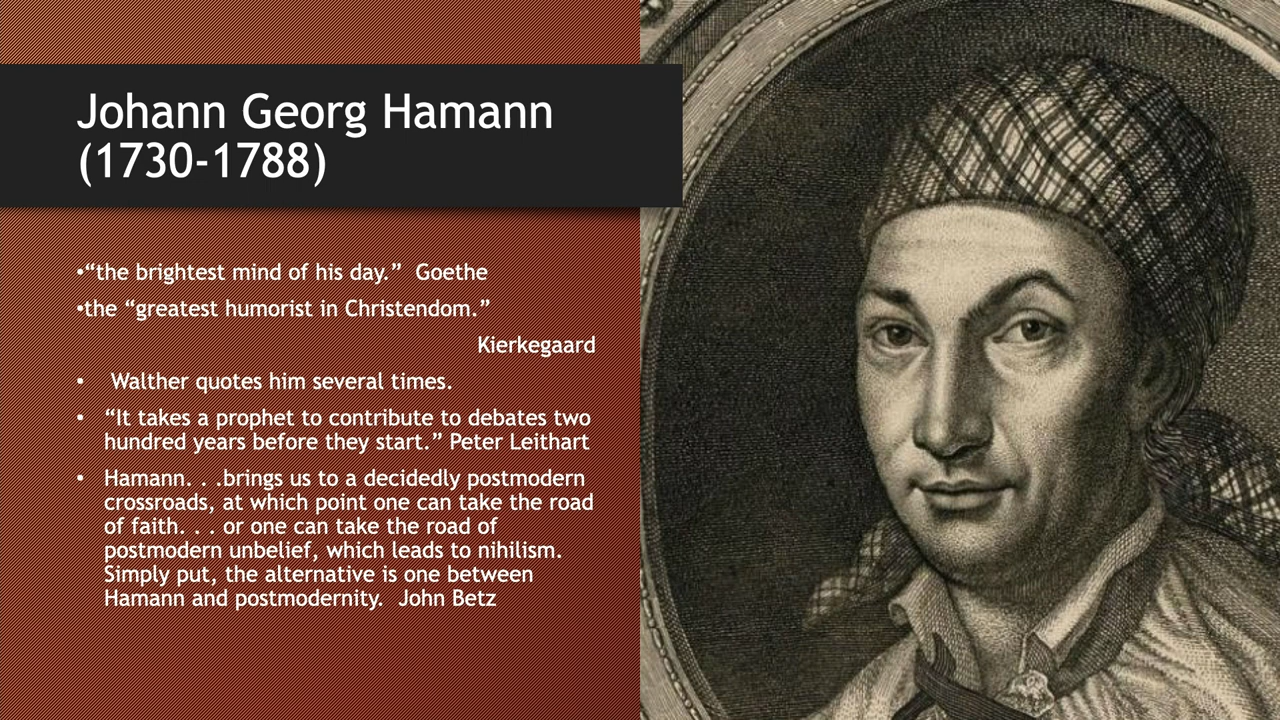 Johann Georg Hamann
(1730-1788)
•“the brightest mind of his day.”  Goethe
•the “greatest humorist in Christendom.”
Kierkegaard
•  Walther quotes him several times.
• “It takes a prophet to contribute to debates two
hundred years before they start.” Peter Leithart
• Hamann. . .brings us to a decidedly postmodern
crossroads, at which point one can take the road
of faith. . . or one can take the road of
postmodern unbelief, which leads to nihilism.
Simply put, the alternative is one between
Hamann and postmodernity.  John Betz